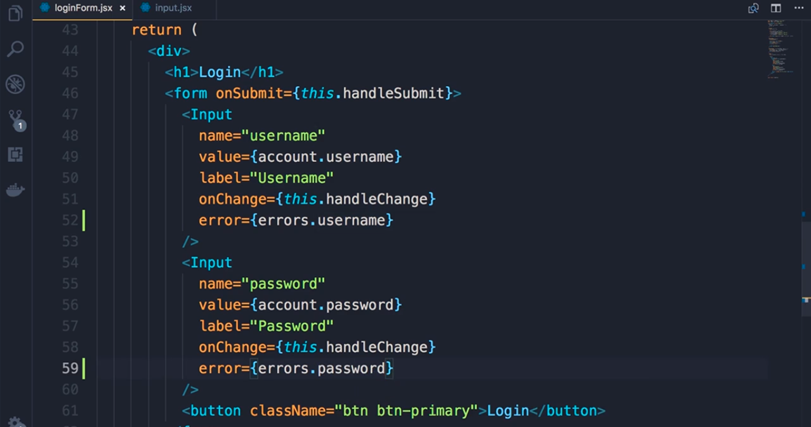 loginForm.jsx × input.jsx
43 return (
44 <div>
45 <h1>Login</h1>
46 <form onSubmit={this.handleSubmit}>
47 <Input
48 name="username"
49 value={account.username}
50 label="Username"
51 onChange={this.handleChange}
52 error={errors.username}
53 />
54 <Input
55 name="password"
56 value={account.password}
57 label="Password"
58 onChange={this.handleChange}
1
59 error={errors.password}
60 />
61 <button className="btn btn-primary">Login</button>